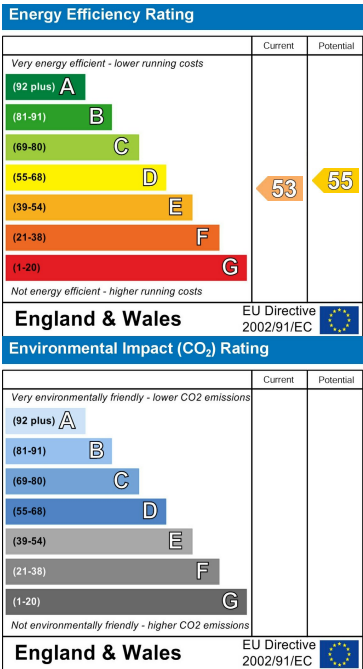 Energy Efficiency Rating
Current Potential
Very energy efficient - lower running costs
(92 plus) A
(81-91) B
(69-80) C
(55-68) D
(39-54) E
(21-38) F
(1-20) G
53 55
Not energy efficient - higher running costs
England & Wales
EU Directive
2002/91/EC
Environmental Impact (CO₂) Rating
Current Potential
Very environmentally friendly - lower CO2 emissions
(92 plus) A
(81-91) B
(69-80) C
(55-68) D
(39-54) E
(21-38) F
(1-20) G
Not environmentally friendly - higher CO2 emissions
England & Wales
EU Directive
2002/91/EC